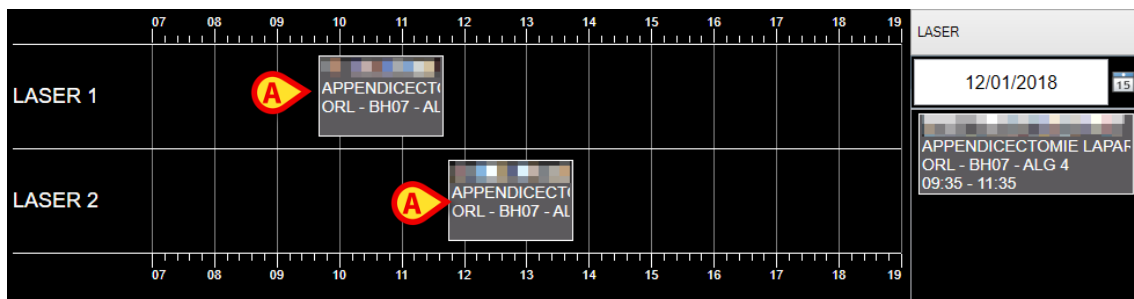 07 08 09 10 11 12 13 14 15 16 17 18 19
LASER 1
A
APPENDICECT
ORL - BH07 - AL
LASER 2
A
APPENDICECT
ORL - BH07 - AL
07 08 09 10 11 12 13 14 15 16 17 18 19
LASER
12/01/2018
15
APPENDICECTOMIE LAPAR
ORL - BH07 - ALG 4
09:35 - 11:35